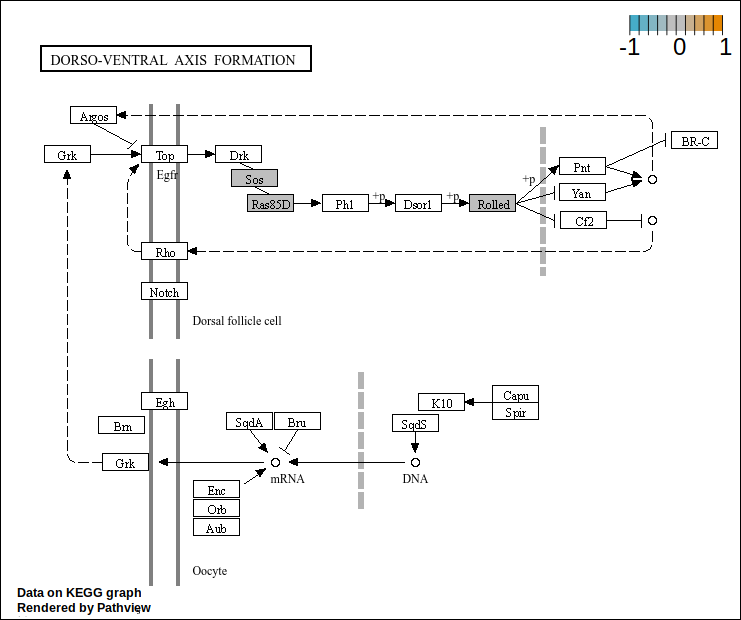 -1 0 1
DORSO-VENTRAL AXIS FORMATION
Argos
BR-C
Grk
Top
Drk
Egfr
Sos
+p
Pnt
Ras85D
Phl
+p
Dsor1
+p
Rolled
Yan
Cf2
Rho
Notch
Dorsal follicle cell
Egh
K10
Capu
Spir
Brn
SqdA
Bru
SqdS
Grk
mRNA
DNA
Enc
Orb
Aub
Oocyte
Data on KEGG graph
Rendered by Pathview